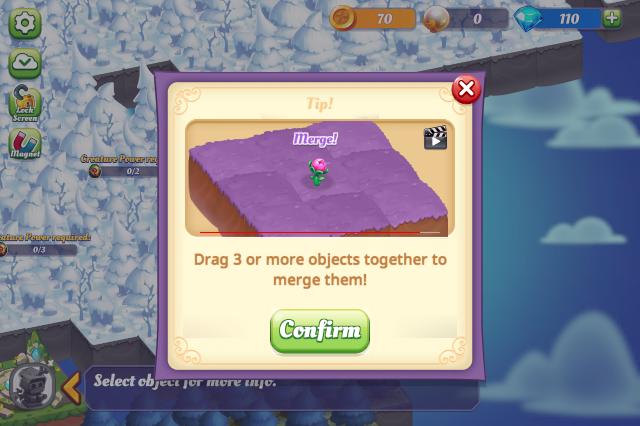 70
0
110
Lock
Screen
Magnet
Creature Power req
0/2
ature Power required!
0/3
Tip!
Merge!
Drag 3 or more objects together to
merge them!
Confirm
Select object for more info.